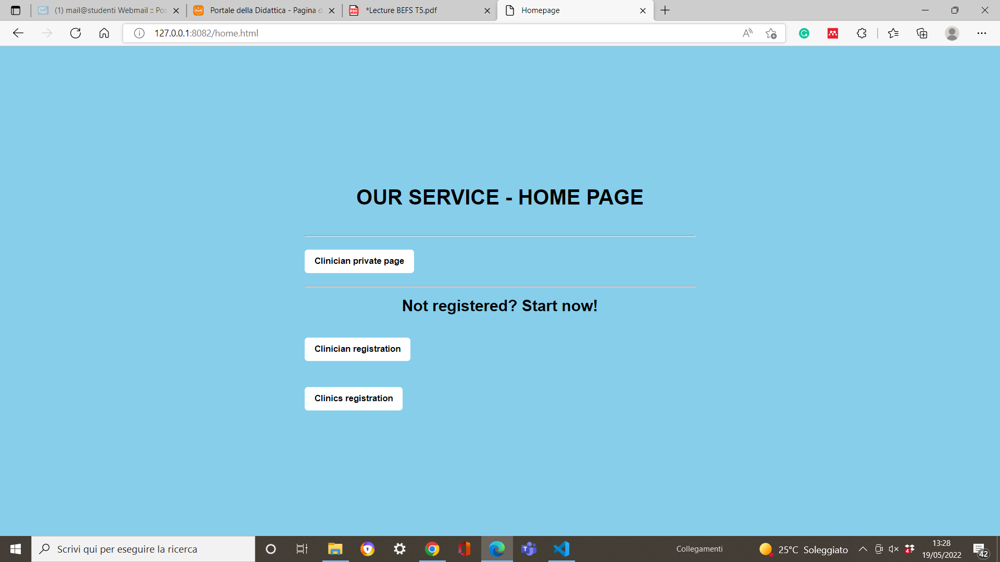 (1) mail@studenti Webmail :: Pos
Portale della Didattica - Pagina d
*Lecture BEFS T5.pdf
Homepage
127.0.0.1:8082/home.html
OUR SERVICE - HOME PAGE
Clinician private page
Not registered? Start now!
Clinician registration
Clinics registration
Scrivi qui per eseguire la ricerca
Collegamenti
25°C Soleggiato
4
13:28
19/05/2022
42